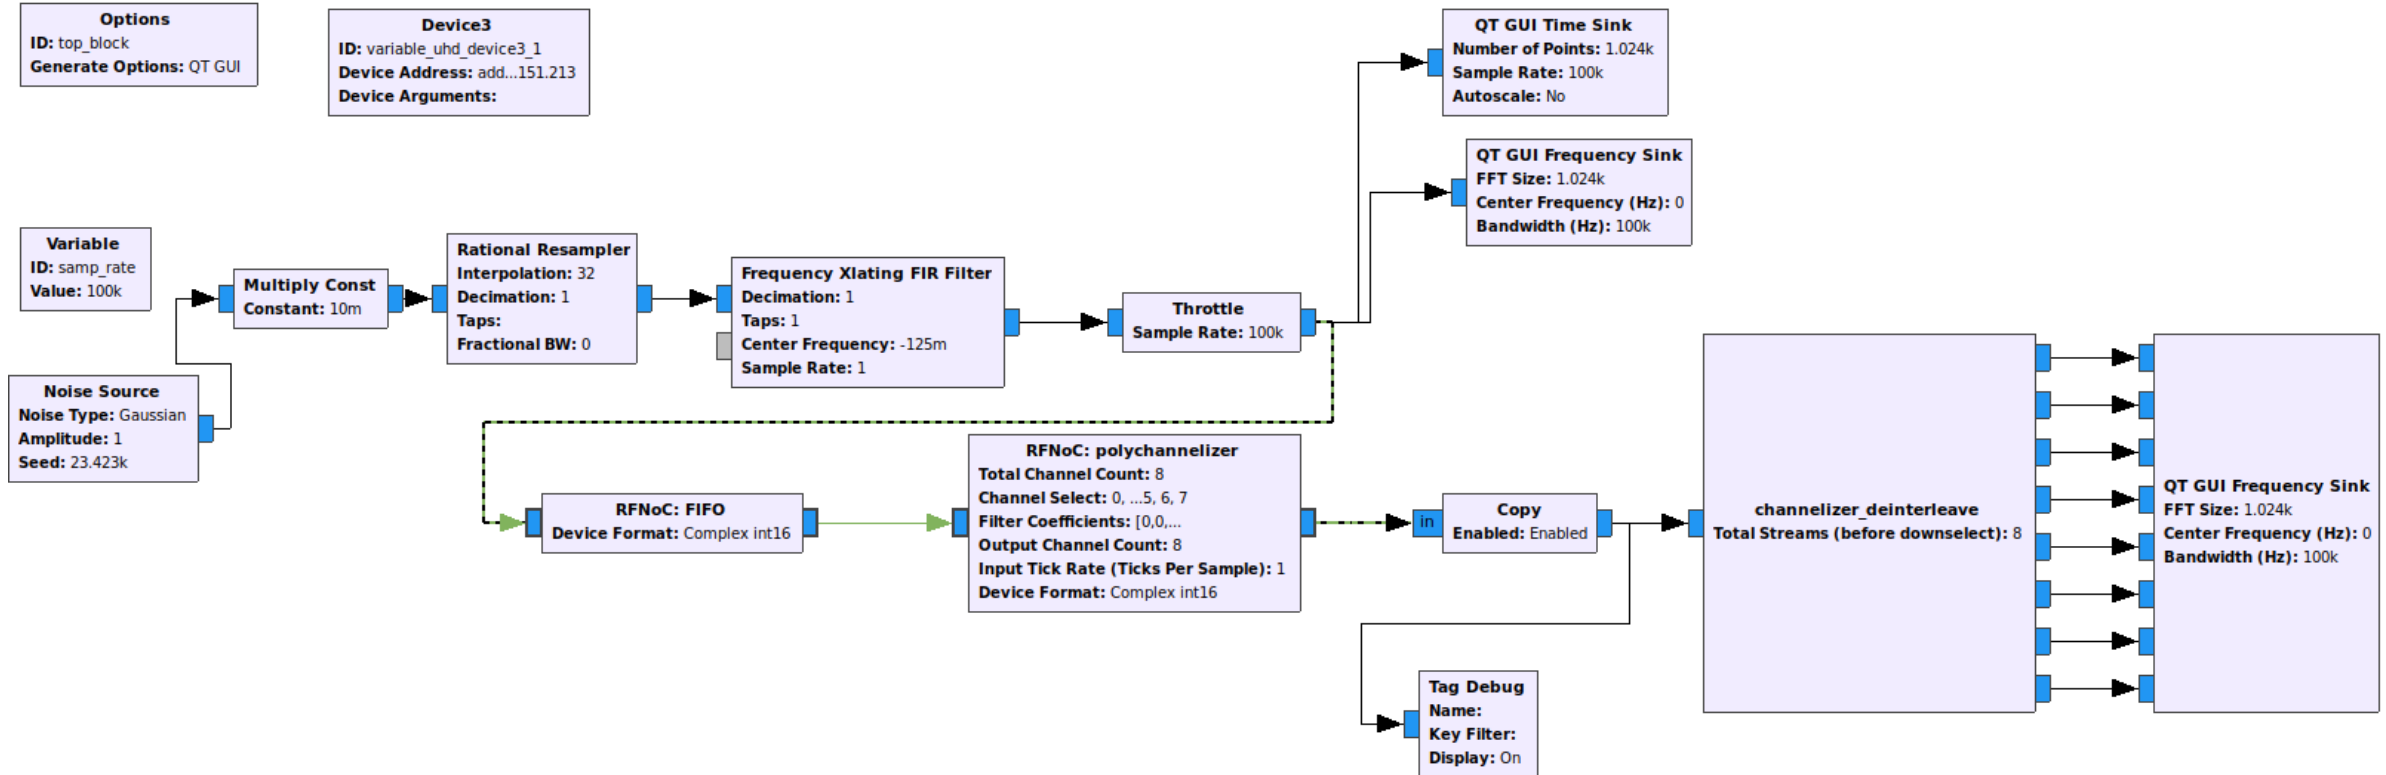 Options
ID: top_block
Generate Options: QT GUI
Device3
ID: variable_uhd_device3_1
Device Address: add...151.213
Device Arguments:
QT GUI Time Sink
Number of Points: 1.024k
Sample Rate: 100k
Autoscale: No
QT GUI Frequency Sink
FFT Size: 1.024k
Center Frequency (Hz): 0
Bandwidth (Hz): 100k
Variable
ID: samp_rate
Value: 100k
Multiply Const
Constant: 10m
Rational Resampler
Interpolation: 32
Decimation: 1
Taps:
Fractional BW: 0
Frequency Xlating FIR Filter
Decimation: 1
Taps: 1
Center Frequency: -125m
Sample Rate: 1
Throttle
Sample Rate: 100k
Noise Source
Noise Type: Gaussian
Amplitude: 1
Seed: 23.423k
RFNoC: FIFO
Device Format: Complex int16
RFNoC: polychannelizer
Total Channel Count: 8
Channel Select: 0, ...5, 6, 7
Filter Coefficients: [0,0,...
Output Channel Count: 8
Input Tick Rate (Ticks Per Sample): 1
Device Format: Complex int16
in
Copy
Enabled: Enabled
channelizer_deinterleave
Total Streams (before downselect): 8
QT GUI Frequency Sink
FFT Size: 1.024k
Center Frequency (Hz): 0
Bandwidth (Hz): 100k
Tag Debug
Name:
Key Filter:
Display: On